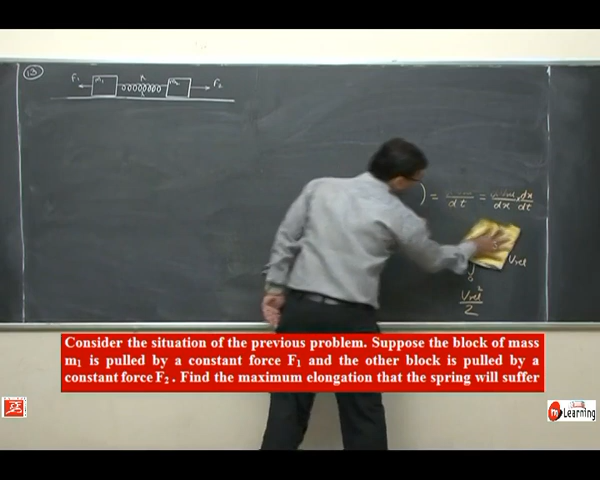 13
F1 m1 k m2 F2
) = / dt = / dx × dx / dt
Vrel
0
Vrel² / 2
Consider the situation of the previous problem. Suppose the block of mass
m₁ is pulled by a constant force F₁ and the other block is pulled by a
constant force F₂ . Find the maximum elongation that the spring will suffer
m Learning